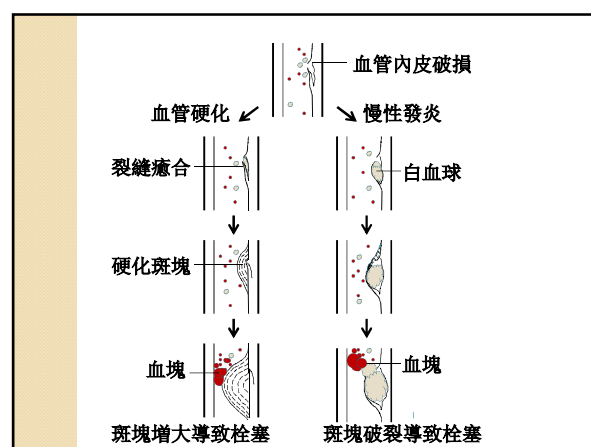 血管內皮破損
血管硬化
慢性發炎
裂縫癒合
白血球
硬化斑塊
血塊
血塊
斑塊增大導致栓塞
斑塊破裂導致栓塞